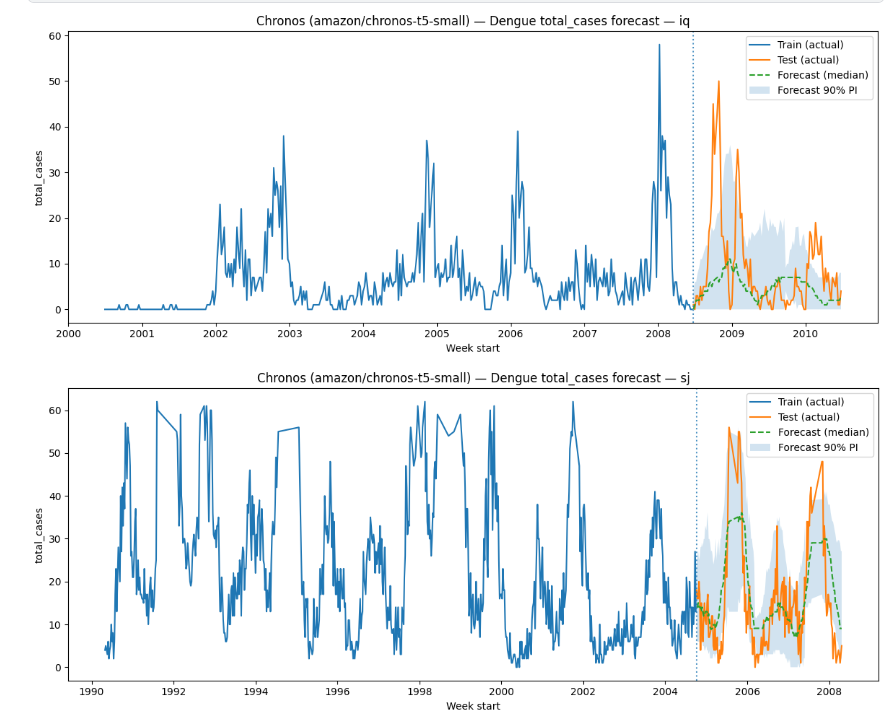 Chronos (amazon/chronos-t5-small) — Dengue total_cases forecast — iq
60
50
40
30
20
10
0
total_cases
Train (actual)
Test (actual)
Forecast (median)
Forecast 90% PI
2000 2001 2002 2003 2004 2005 2006 2007 2008 2009 2010
Week start
Chronos (amazon/chronos-t5-small) — Dengue total_cases forecast — sj
60
50
40
30
20
10
0
total_cases
Train (actual)
Test (actual)
Forecast (median)
Forecast 90% PI
1990 1992 1994 1996 1998 2000 2002 2004 2006 2008
Week start